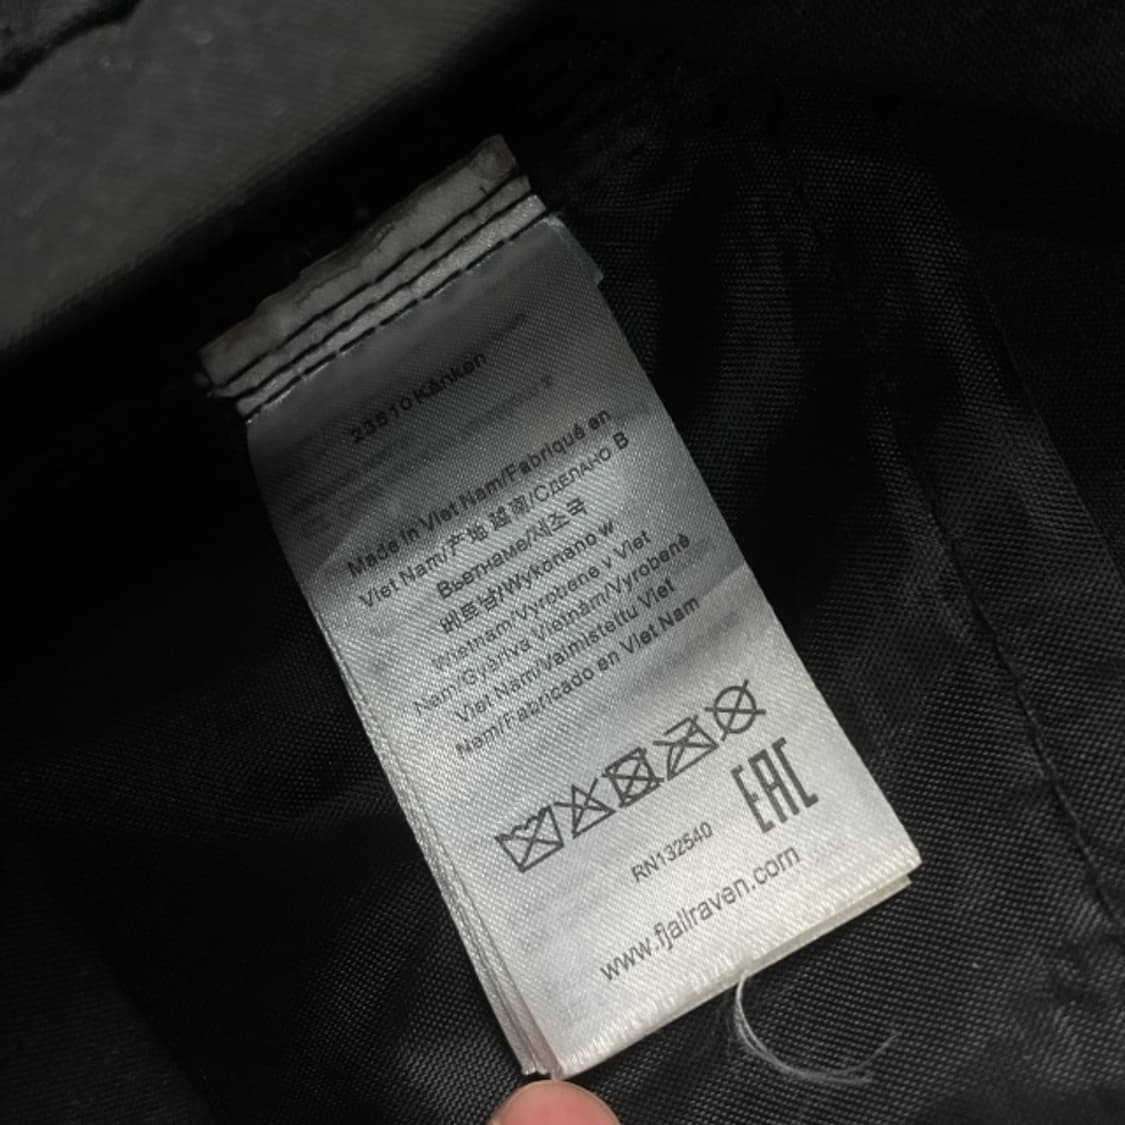 23510 Kånken
Made in Viet Nam/Fabriqué en
Viet Nam/产地 越南/Сделано в
Вьетнаме/제조국
베트남/Wykonano w
Wietnam/Vyrobene v Viet
Nam/Gyártva Vietnám/Vyrobené
Viet Nam/Valmistettu Viet
Nam/Fabricado en Viet Nam
EAC
RN132540
www.fjallraven.com